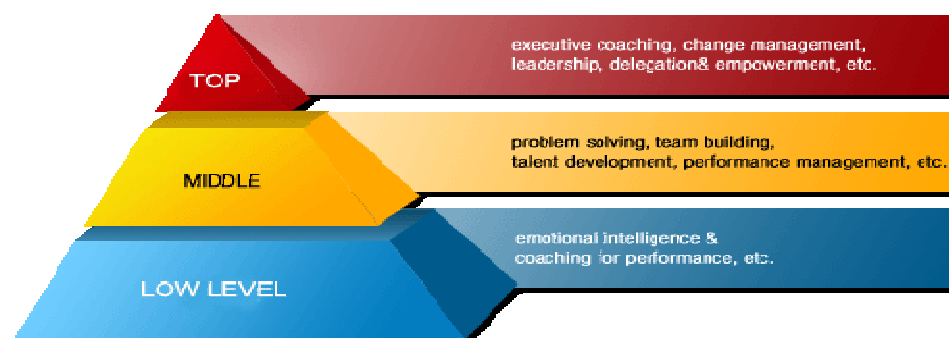 TOP
executive coaching, change management,
leadership, delegation& empowerment, etc.
MIDDLE
problem solving, team building,
talent development, performance management, etc.
LOW LEVEL
emotional intelligence &
coaching for performance, etc.